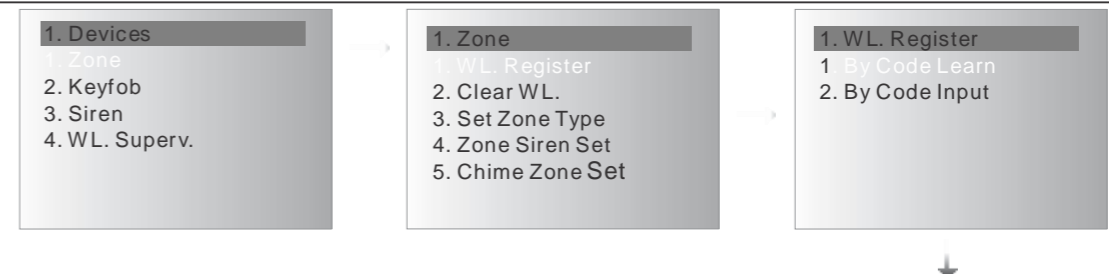 1. Devices
1. Zone
2. Keyfob
3. Siren
4. WL. Superv.
1. Zone
1. WL. Register
2. Clear WL.
3. Set Zone Type
4. Zone Siren Set
5. Chime Zone Set
1. WL. Register
1. By Code Learn
2. By Code Input